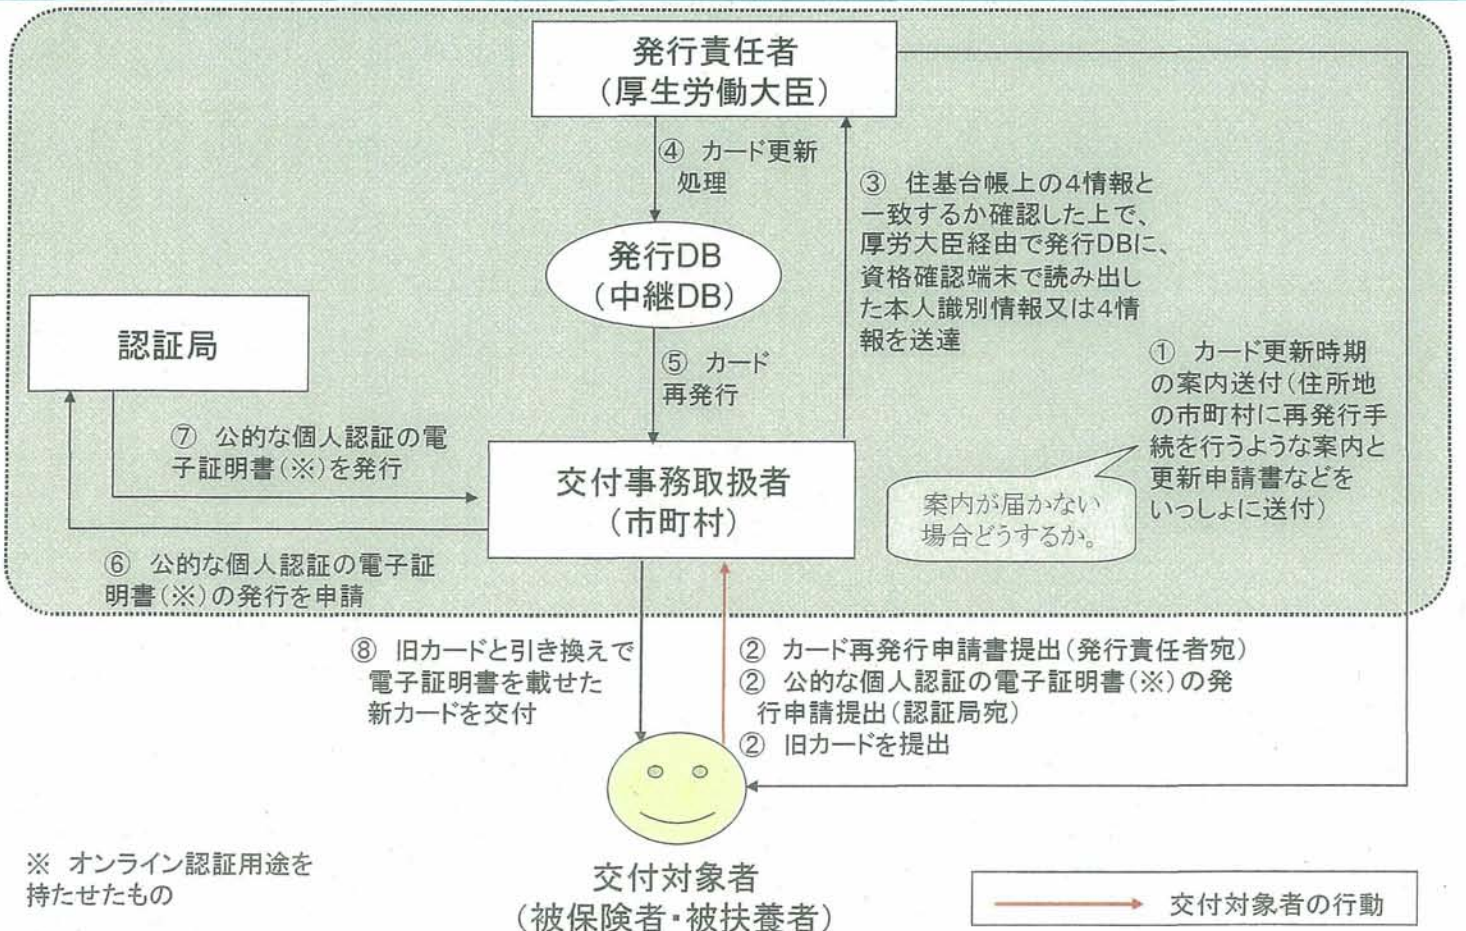 発行責任者
(厚生労働大臣)
④ カード更新
処理
③ 住基台帳上の4情報と
一致するか確認した上で、
厚労大臣経由で発行DBに、
資格確認端末で読み出し
た本人識別情報又は4情
報を送達
発行DB
(中継DB)
認証局
⑤ カード
再発行
① カード更新時期
の案内送付(住所地
の市町村に再発行手
続を行うような案内と
更新申請書などを
いっしょに送付)
⑦ 公的な個人認証の電
子証明書(※)を発行
交付事務取扱者
(市町村)
案内が届かない
場合どうするか。
⑥ 公的な個人認証の電子証
明書(※)の発行を申請
⑧ 旧カードと引き換えで
電子証明書を載せた
新カードを交付
② カード再発行申請書提出(発行責任者宛)
② 公的な個人認証の電子証明書(※)の発
行申請提出(認証局宛)
② 旧カードを提出
※ オンライン認証用途を
持たせたもの
交付対象者
(被保険者・被扶養者)
交付対象者の行動